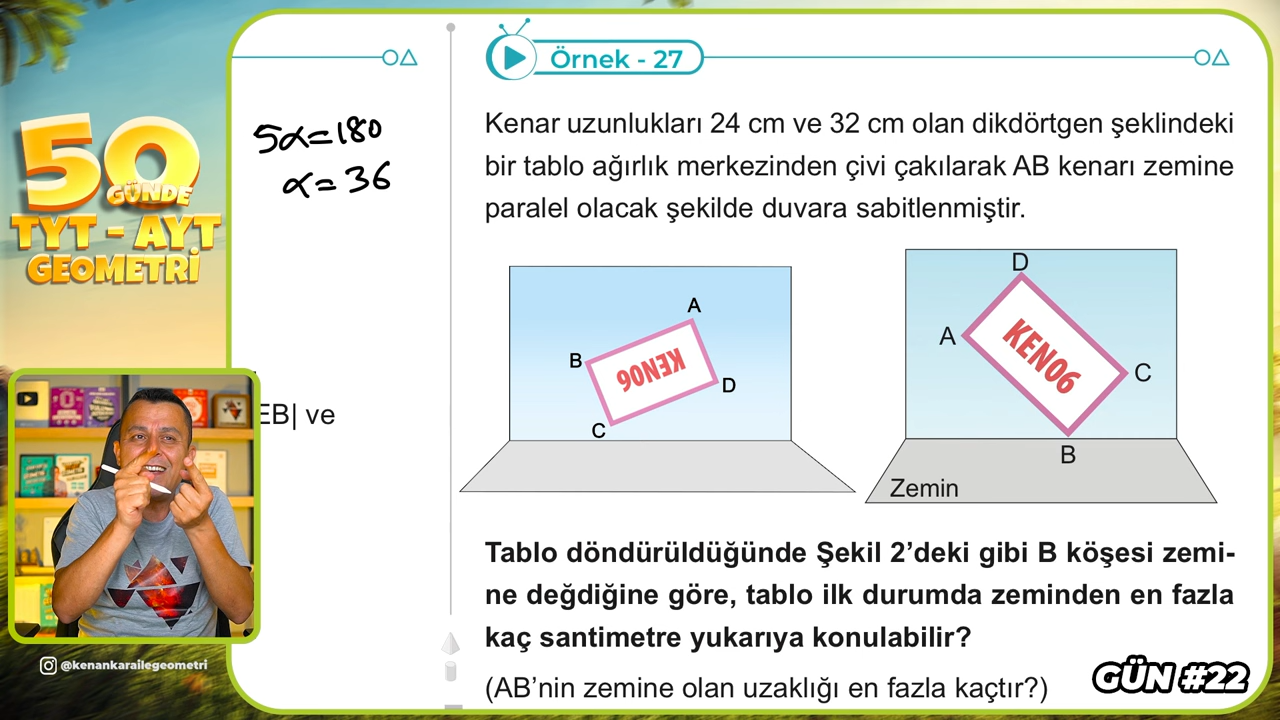 50
GÜNDE
TYT - AYT
GEOMETRİ
5α=180
α=36
EB| ve
Örnek - 27
Kenar uzunlukları 24 cm ve 32 cm olan dikdörtgen şeklindeki
bir tablo ağırlık merkezinden çivi çakılarak AB kenarı zemine
paralel olacak şekilde duvara sabitlenmiştir.
A
B
KEN06
D
C
D
A
KEN06
C
B
Zemin
Tablo döndürüldüğünde Şekil 2’deki gibi B köşesi zemi-
ne değdiğine göre, tablo ilk durumda zeminden en fazla
kaç santimetre yukarıya konulabilir?
(AB’nin zemine olan uzaklığı en fazla kaçtır?)
@kenankarailegeometri
GÜN #22